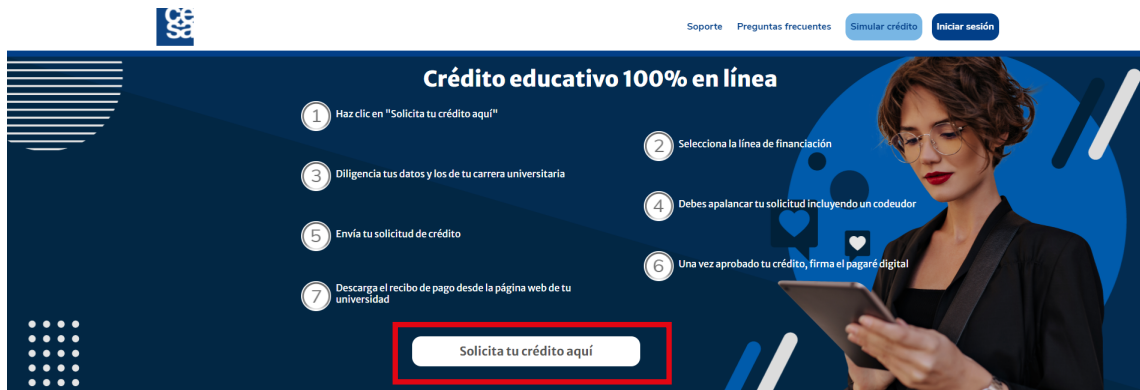 cesa
Soporte Preguntas frecuentes Simular crédito Iniciar sesión
Crédito educativo 100% en línea
1 Haz clic en "Solicita tu crédito aquí"
2 Selecciona la línea de financiación
3 Diligencia tus datos y los de tu carrera universitaria
4 Debes apalancar tu solicitud incluyendo un codeudor
5 Envía tu solicitud de crédito
6 Una vez aprobado tu crédito, firma el pagaré digital
7 Descarga el recibo de pago desde la página web de tu
universidad
Solicita tu crédito aquí